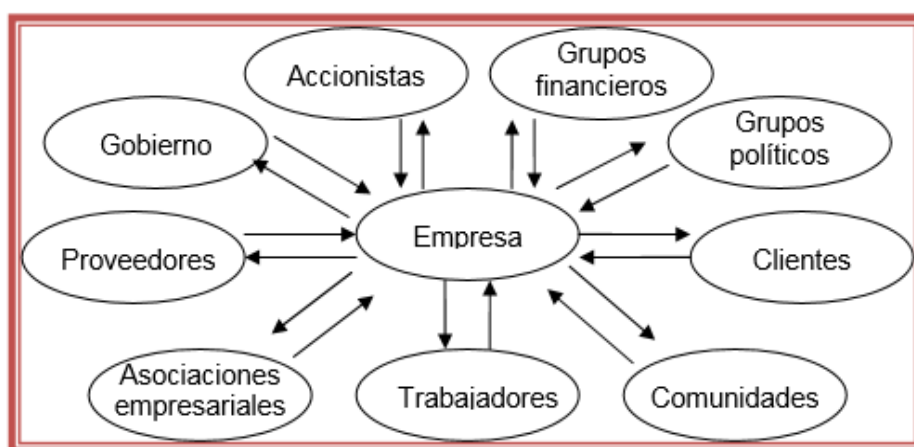 Accionistas
Grupos
financieros
Gobierno
Grupos
políticos
Empresa
Proveedores
Clientes
Asociaciones
empresariales
Trabajadores
Comunidades